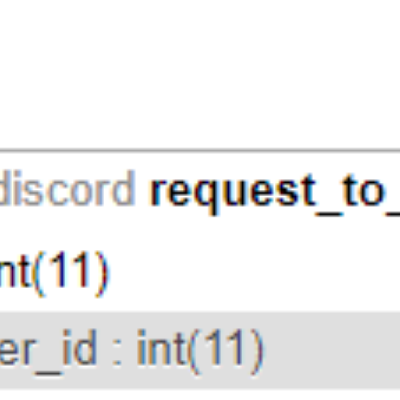 discord request_to_
nt(11)
er_id : int(11)